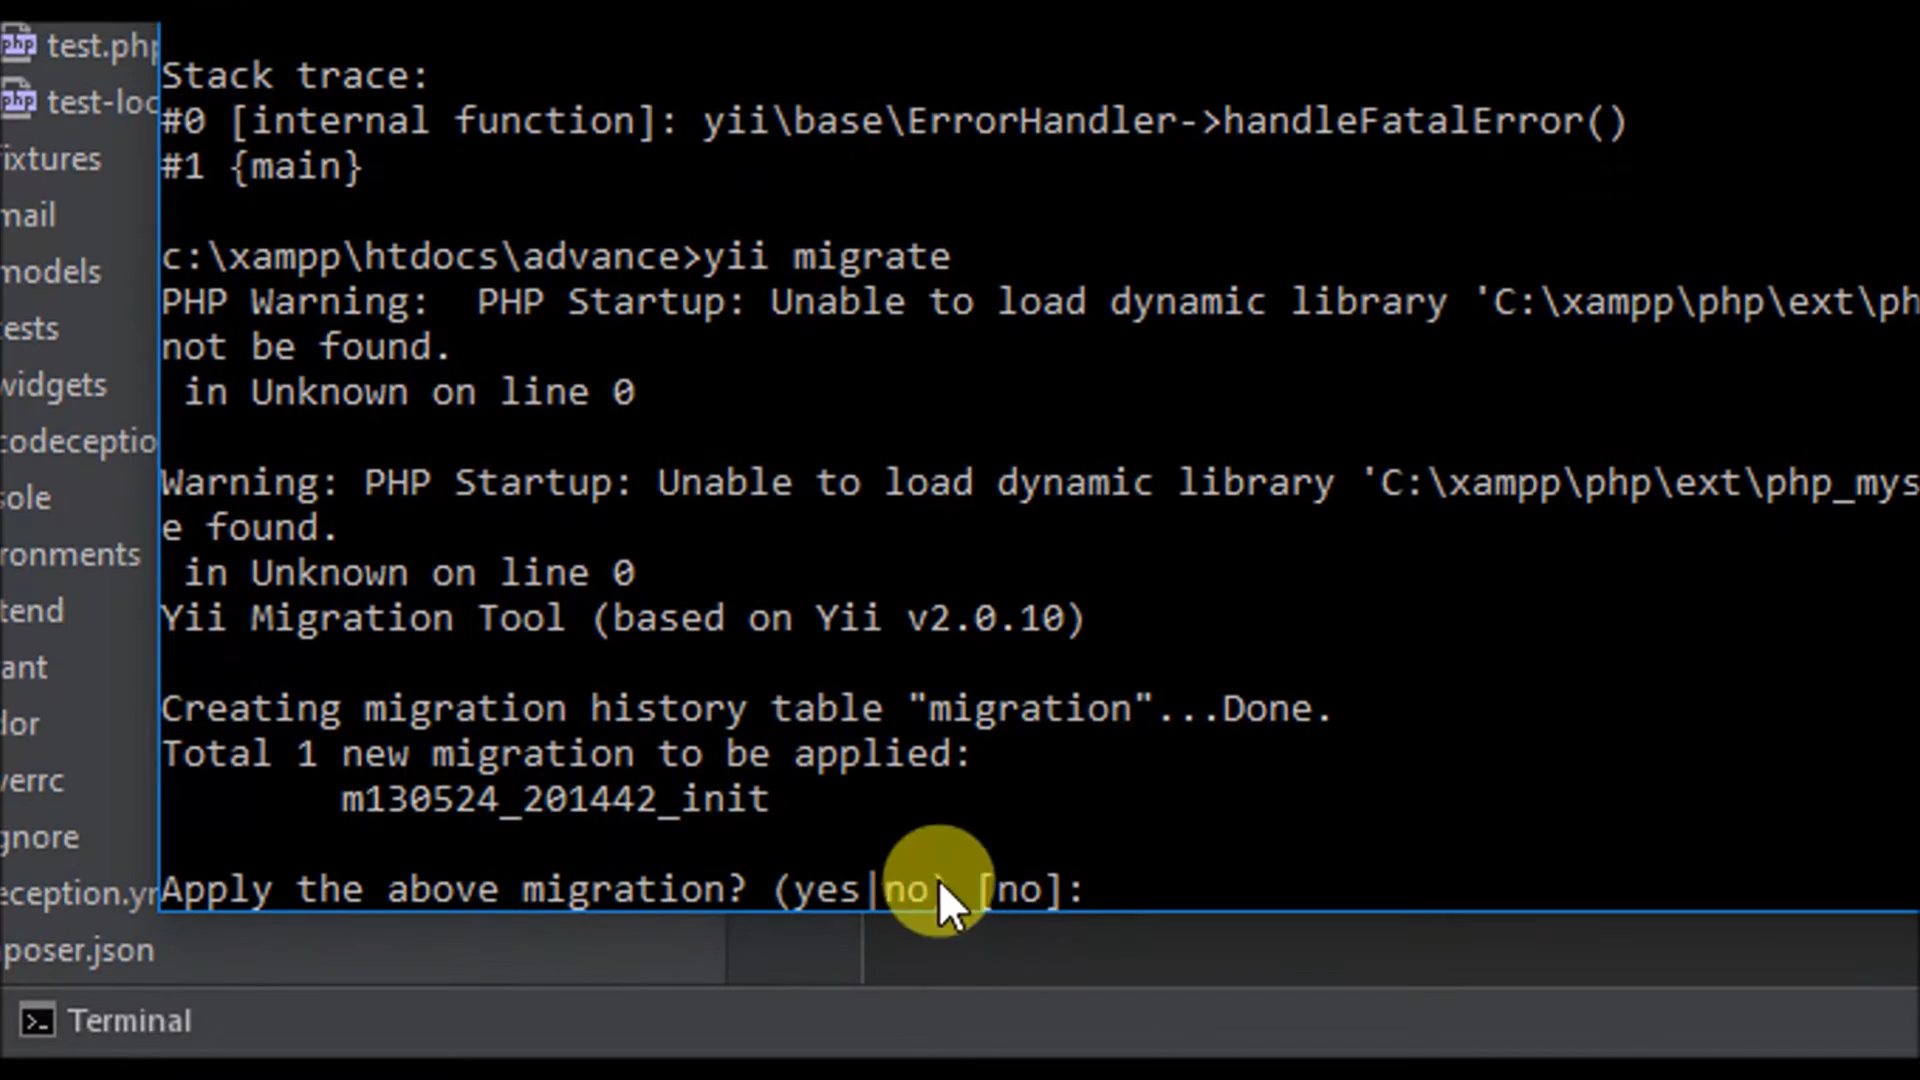 test.php
test-loc
ixtures
mail
models
ests
widgets
codeceptio
sole
ronments
tend
ant
dor
verrc
gnore
eception.yr
poser.json
Stack trace:
#0 [internal function]: yii\base\ErrorHandler->handleFatalError()
#1 {main}
c:\xampp\htdocs\advance>yii migrate
PHP Warning:  PHP Startup: Unable to load dynamic library 'C:\xampp\php\ext\ph
not be found.
in Unknown on line 0
Warning: PHP Startup: Unable to load dynamic library 'C:\xampp\php\ext\php_mys
e found.
in Unknown on line 0
Yii Migration Tool (based on Yii v2.0.10)
Creating migration history table "migration"...Done.
Total 1 new migration to be applied:
m130524_201442_init
Apply the above migration? (yes|no) [no]:
Terminal